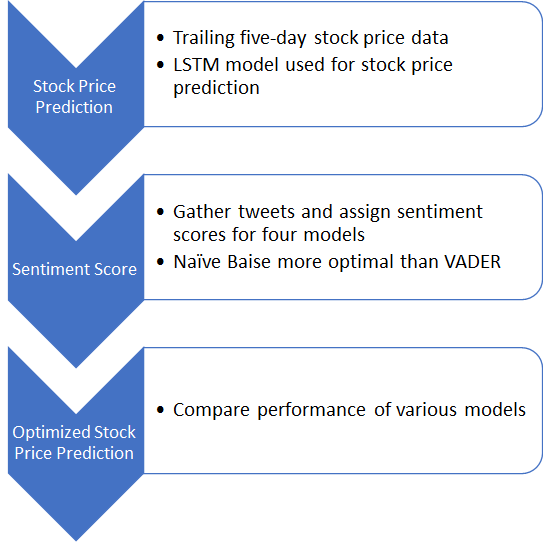 Stock Price
Prediction
• Trailing five-day stock price data
• LSTM model used for stock price
prediction
Sentiment Score
• Gather tweets and assign sentiment
scores for four models
• Naïve Baise more optimal than VADER
Optimized Stock
Price Prediction
• Compare performance of various models